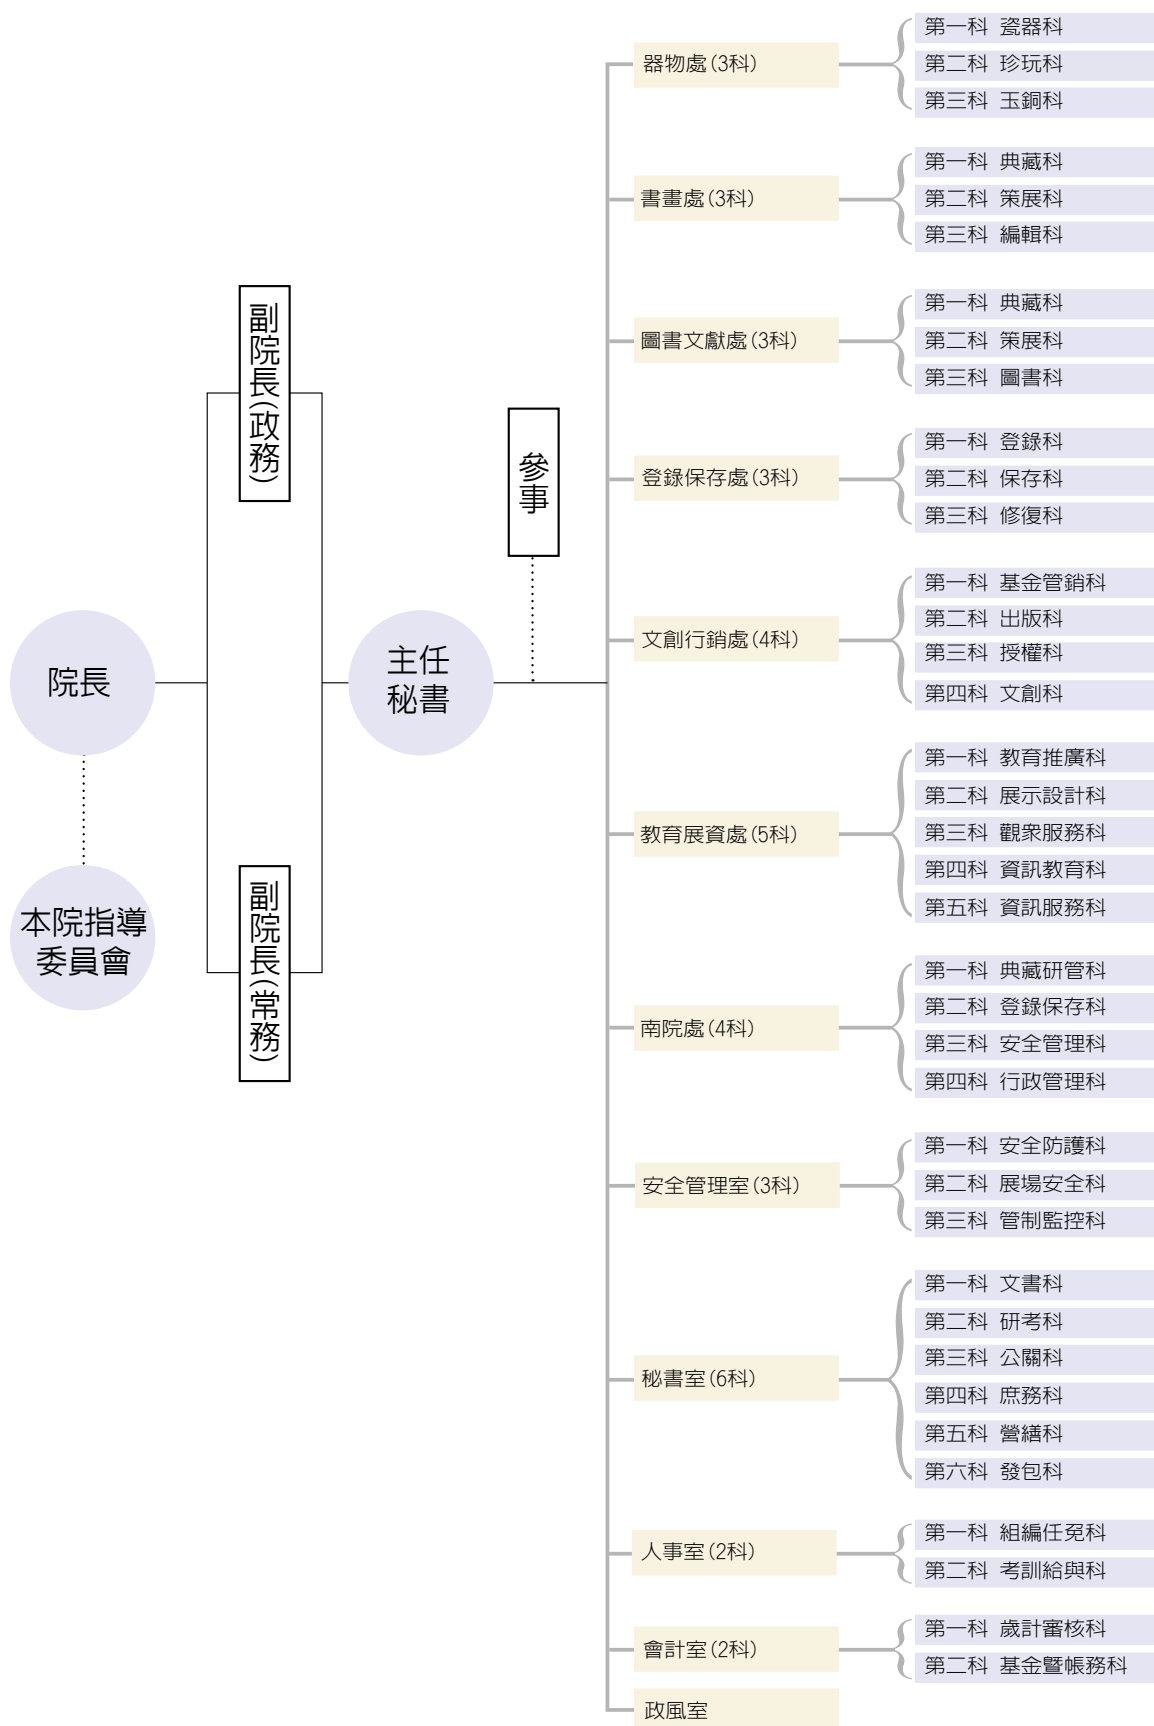 院長
本院指導
委員會
副院長(政務)
副院長(常務)
主任
秘書
參事
器物處(3科)
第一科 瓷器科
第二科 珍玩科
第三科 玉銅科
書畫處(3科)
第一科 典藏科
第二科 策展科
第三科 編輯科
圖書文獻處(3科)
第一科 典藏科
第二科 策展科
第三科 圖書科
登錄保存處(3科)
第一科 登錄科
第二科 保存科
第三科 修復科
文創行銷處(4科)
第一科 基金管銷科
第二科 出版科
第三科 授權科
第四科 文創科
教育展資處(5科)
第一科 教育推廣科
第二科 展示設計科
第三科 觀眾服務科
第四科 資訊教育科
第五科 資訊服務科
南院處(4科)
第一科 典藏研管科
第二科 登錄保存科
第三科 安全管理科
第四科 行政管理科
安全管理室(3科)
第一科 安全防護科
第二科 展場安全科
第三科 管制監控科
秘書室(6科)
第一科 文書科
第二科 研考科
第三科 公關科
第四科 庶務科
第五科 營繕科
第六科 發包科
人事室(2科)
第一科 組編任免科
第二科 考訓給與科
會計室(2科)
第一科 歲計審核科
第二科 基金暨帳務科
政風室